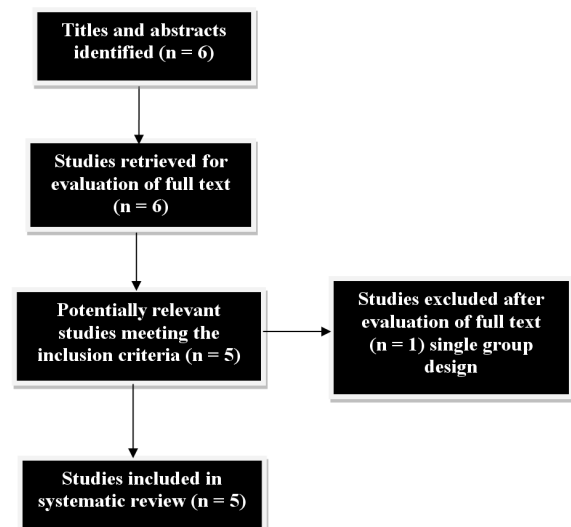 Titles and abstracts
identified (n = 6)
Studies retrieved for
evaluation of full text
(n = 6)
Potentially relevant
studies meeting the
inclusion criteria (n = 5)
Studies excluded after
evaluation of full text
(n = 1) single group
design
Studies included in
systematic review (n = 5)